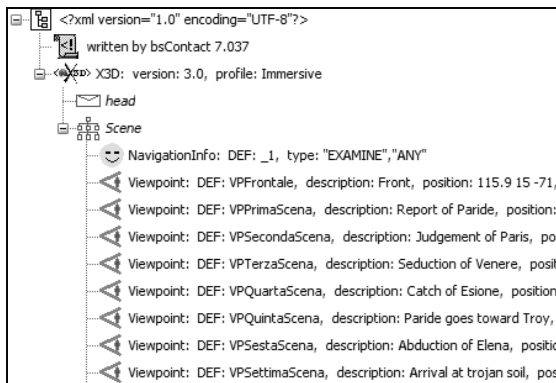 <?xml version="1.0" encoding="UTF-8"?>
written by bsContact 7.037
X3D: version: 3.0, profile: Immersive
head
Scene
NavigationInfo: DEF: _1, type: "EXAMINE","ANY"
Viewpoint: DEF: VPFrontale, description: Front, position: 115.9 15 -71,
Viewpoint: DEF: VPPrimaScena, description: Report of Paride, position:
Viewpoint: DEF: VPSecondaScena, description: Judgement of Paris, po
Viewpoint: DEF: VPTerzaScena, description: Seduction of Venere, posit
Viewpoint: DEF: VPQuartaScena, description: Catch of Esione, position
Viewpoint: DEF: VPQuintaScena, description: Paride goes toward Troy,
Viewpoint: DEF: VPSestaScena, description: Abduction of Elena, positio
Viewpoint: DEF: VPSettimaScena, description: Arrival at trojan soil, pos